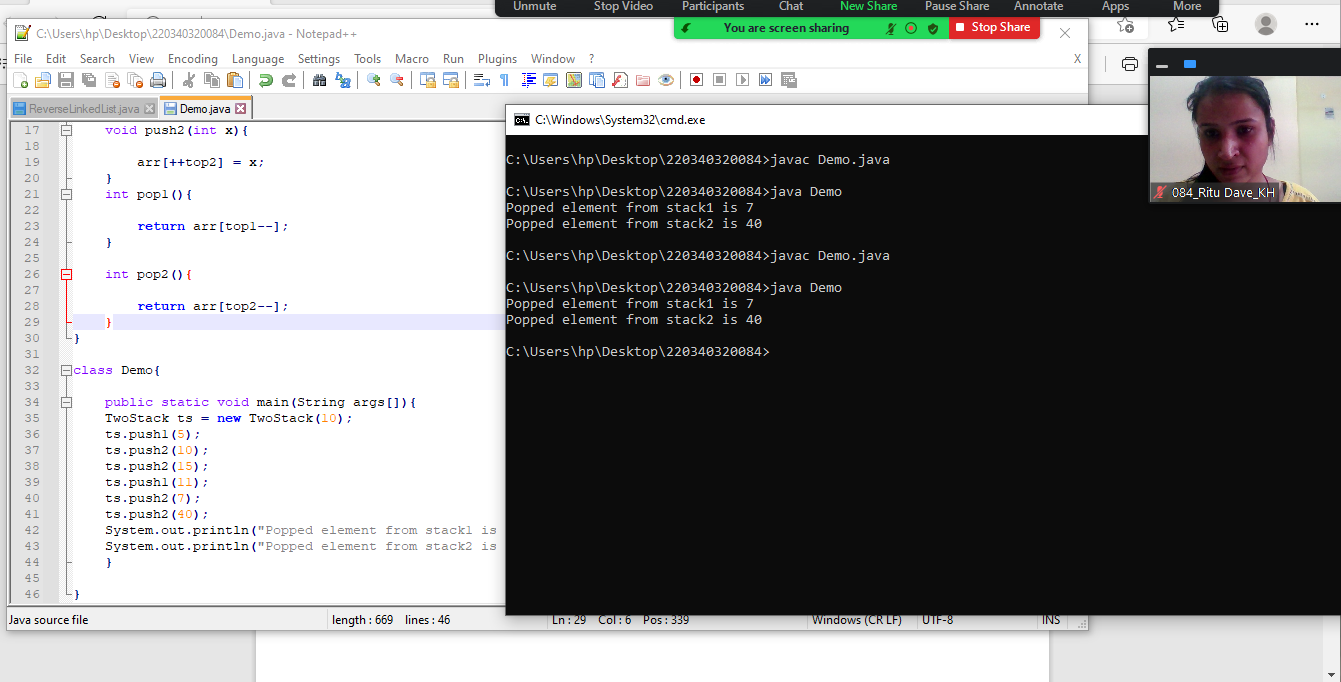 Unmute Stop Video Participants Chat New Share Pause Share Annotate Apps More
You are screen sharing Stop Share
C:\Users\hp\Desktop\220340320084\Demo.java - Notepad++
File Edit Search View Encoding Language Settings Tools Macro Run Plugins Window ? X
ReverseLinkedList.java Demo.java
17 void push2(int x){
18
19 arr[++top2] = x;
20 }
21 int pop1(){
22
23 return arr[top1--];
24 }
25
26 int pop2(){
27
28 return arr[top2--];
29 }
30 }
31
32 class Demo{
33
34 public static void main(String args[]){
35 TwoStack ts = new TwoStack(10);
36 ts.push1(5);
37 ts.push2(10);
38 ts.push2(15);
39 ts.push1(11);
40 ts.push2(7);
41 ts.push2(40);
42 System.out.println("Popped element from stack1 is
43 System.out.println("Popped element from stack2 is
44 }
45
46 }
C:\Windows\System32\cmd.exe
C:\Users\hp\Desktop\220340320084>javac Demo.java
C:\Users\hp\Desktop\220340320084>java Demo
Popped element from stack1 is 7
Popped element from stack2 is 40
C:\Users\hp\Desktop\220340320084>javac Demo.java
C:\Users\hp\Desktop\220340320084>java Demo
Popped element from stack1 is 7
Popped element from stack2 is 40
C:\Users\hp\Desktop\220340320084>
084_Ritu Dave_KH
Java source file length : 669 lines : 46 Ln : 29 Col : 6 Pos : 339 Windows (CR LF) UTF-8 INS